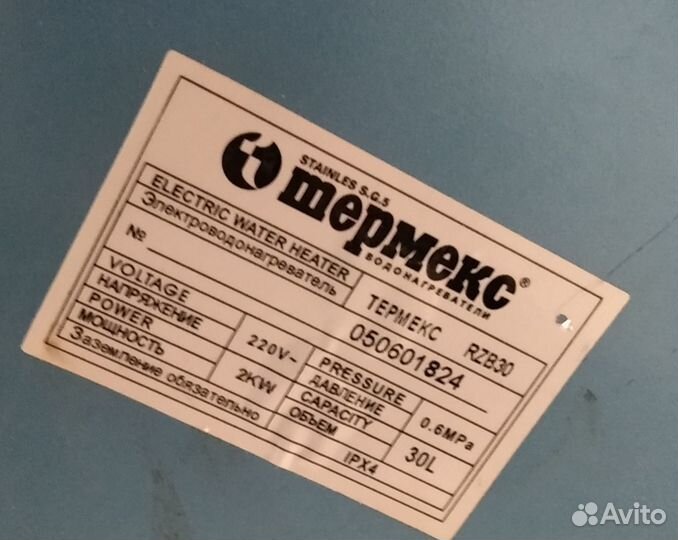 STAINLES S.G.5
термекс®
ВОДОНАГРЕВАТЕЛИ
ELECTRIC WATER HEATER
Электроводонагреватель
ТЕРМЕКС RZB30
№ 050601824
VOLTAGE
НАПРЯЖЕНИЕ
220V~
PRESSURE
ДАВЛЕНИЕ
0.6MPa
POWER
МОЩНОСТЬ
2KW
CAPACITY
ОБЪЕМ
30L
Заземление обязательно
IPX4
Avito